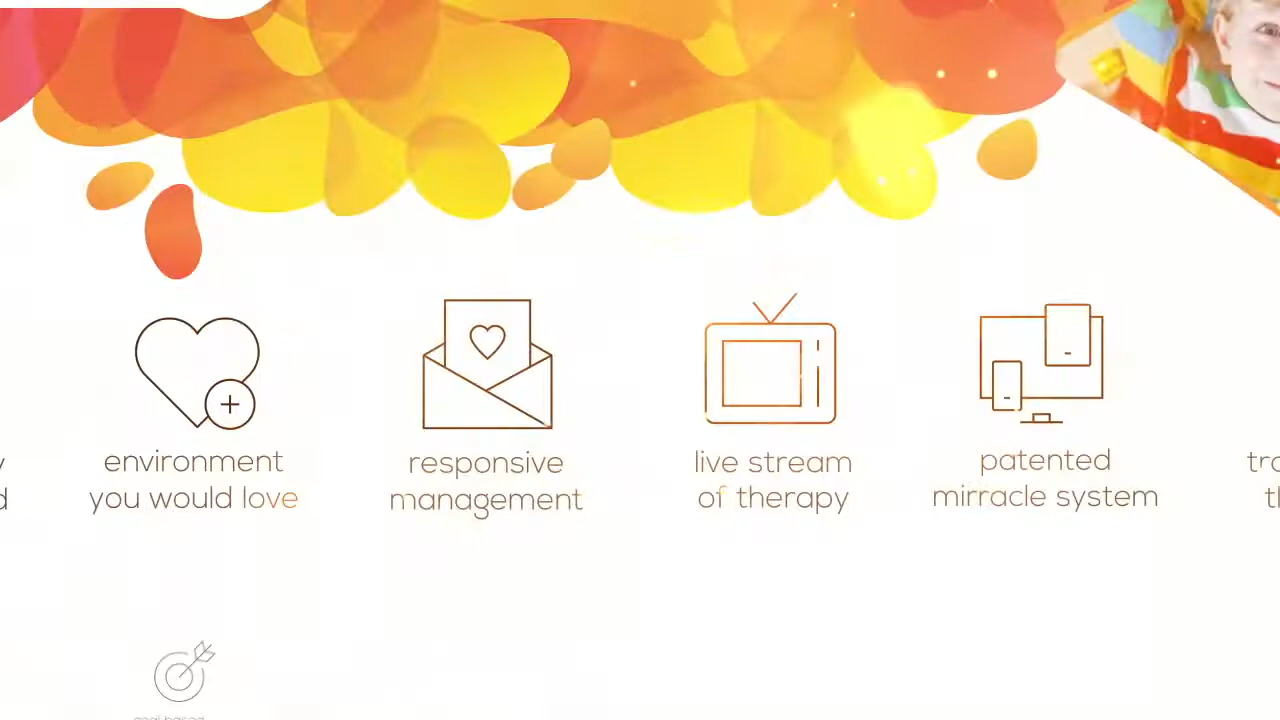 environment
you would love
responsive
management
live stream
of therapy
patented
mirracle system